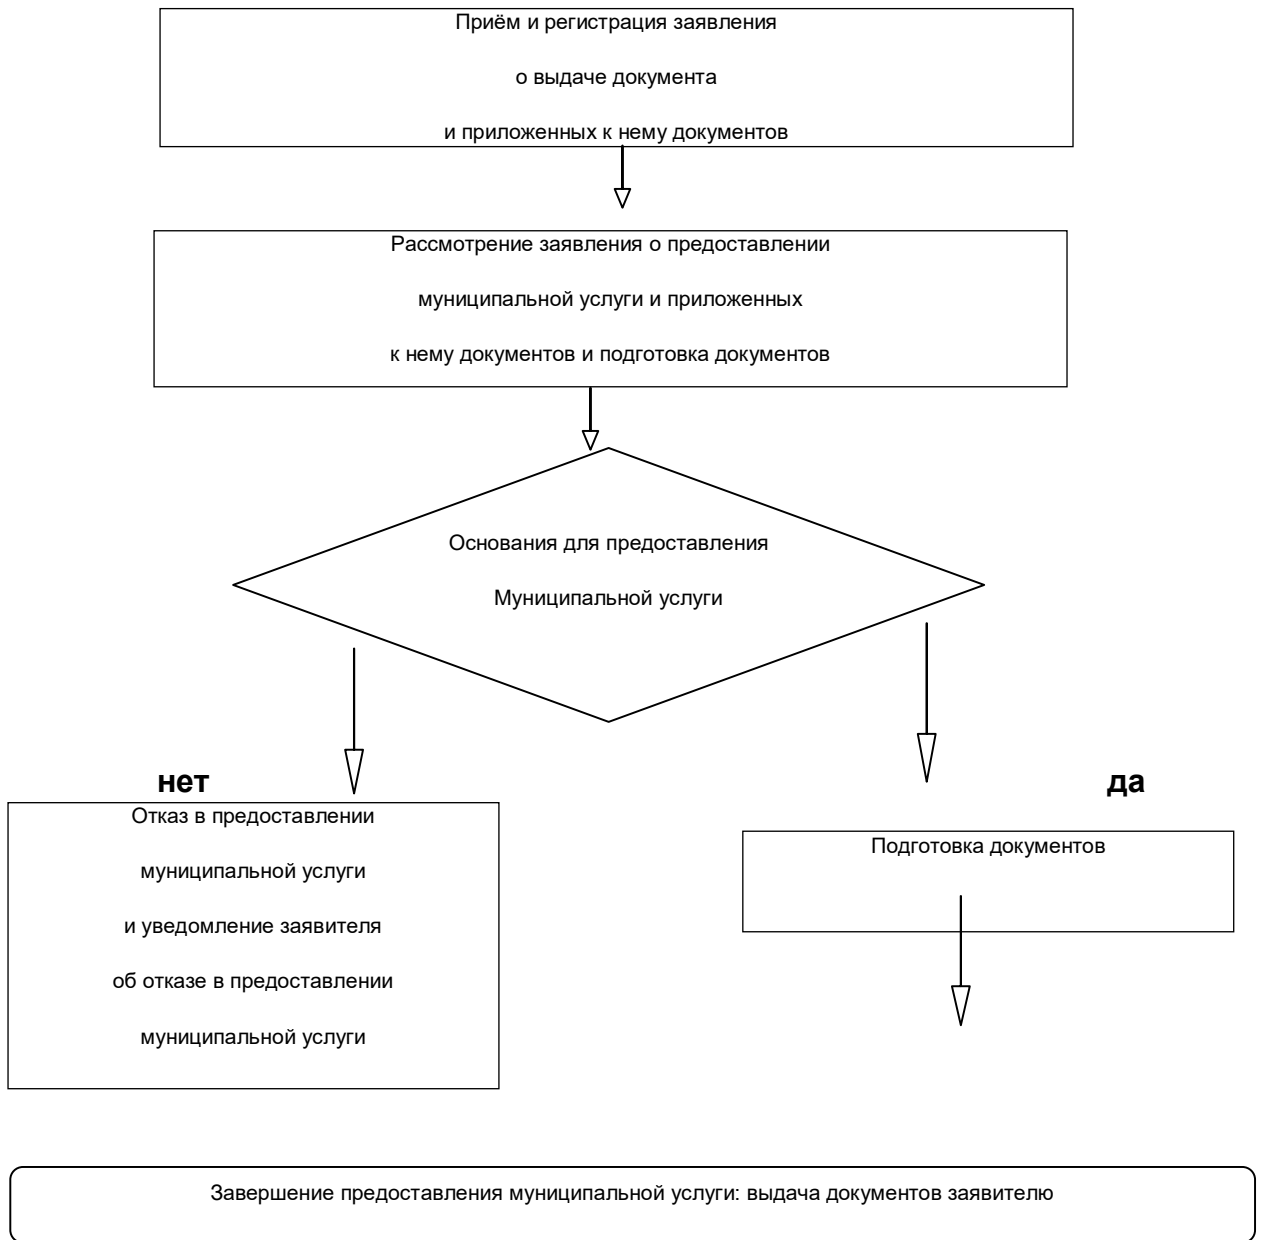 Приём и регистрация заявления
о выдаче документа
и приложенных к нему документов
Рассмотрение заявления о предоставлении
муниципальной услуги и приложенных
к нему документов и подготовка документов
Основания для предоставления
Муниципальной услуги
нет
да
Отказ в предоставлении
муниципальной услуги
и уведомление заявителя
об отказе в предоставлении
муниципальной услуги
Подготовка документов
Завершение предоставления муниципальной услуги: выдача документов заявителю